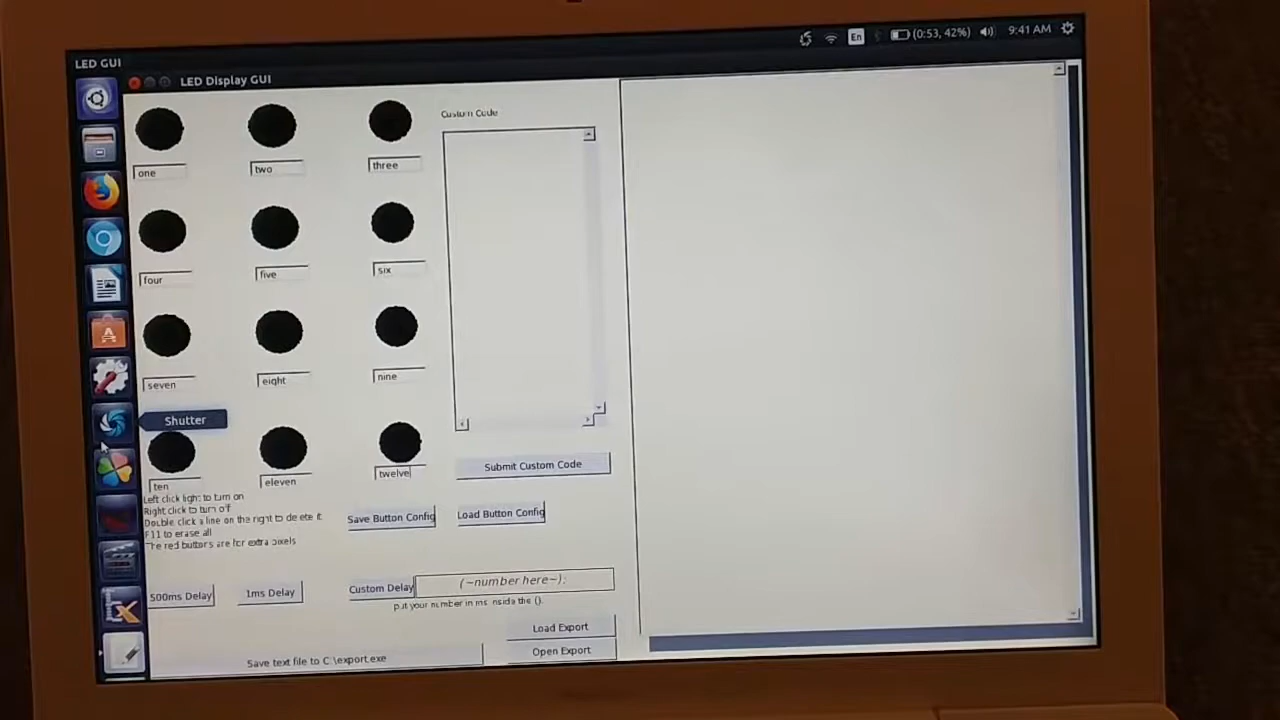 LED GUI
En
(0:53, 42%)
9:41 AM
LED Display GUI
Custom Code
one
two
three
four
five
six
seven
eight
nine
Shutter
ten
eleven
twelve
Submit Custom Code
Left click light to turn on
Right click to turn off
Double click a line on the right to delete it
F11 to erase all
The red buttons are for extra pixels
Save Button Config
Load Button Config
500ms Delay
1ms Delay
Custom Delay
(~number here~);
put your number in ms inside the ().
Load Export
Save text file to C:\export.exe
Open Export